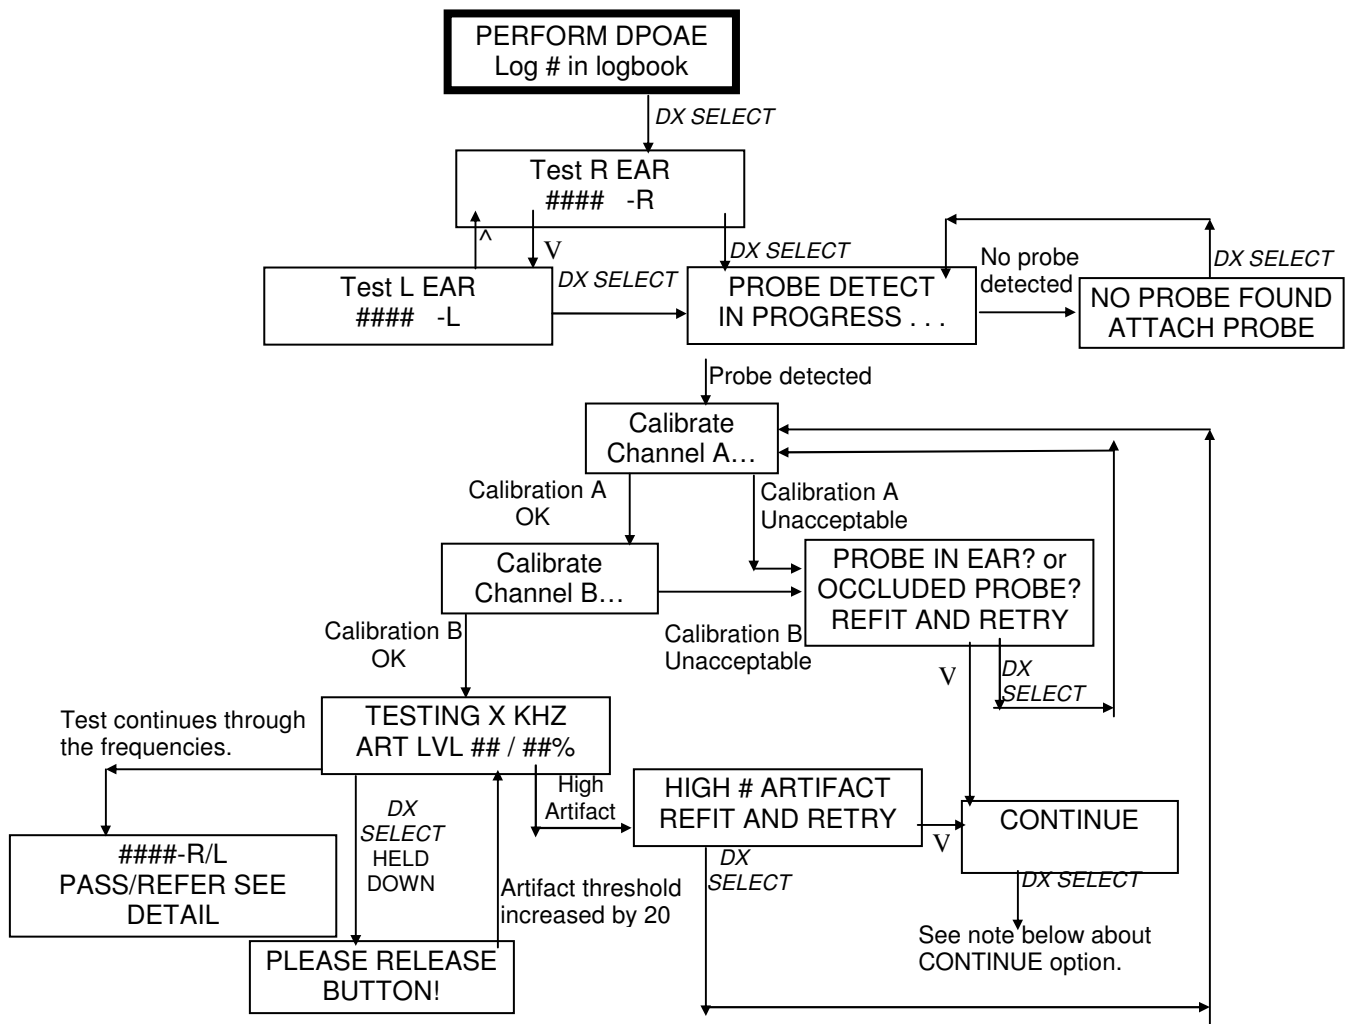 PERFORM DPOAE
Log # in logbook
DX SELECT
Test R EAR
#### -R
^
V
DX SELECT
Test L EAR
#### -L
DX SELECT
PROBE DETECT
IN PROGRESS . . .
No probe
detected
DX SELECT
NO PROBE FOUND
ATTACH PROBE
Probe detected
Calibrate
Channel A…
Calibration A
OK
Calibration A
Unacceptable
Calibrate
Channel B…
PROBE IN EAR? or
OCCLUDED PROBE?
REFIT AND RETRY
Calibration B
OK
Calibration B
Unacceptable
V
DX
SELECT
Test continues through
the frequencies.
TESTING X KHZ
ART LVL ## / ##%
High
Artifact
HIGH # ARTIFACT
REFIT AND RETRY
V
CONTINUE
DX SELECT
See note below about
CONTINUE option.
####-R/L
PASS/REFER SEE
DETAIL
DX
SELECT
HELD
DOWN
Artifact threshold
increased by 20
DX
SELECT
PLEASE RELEASE
BUTTON!